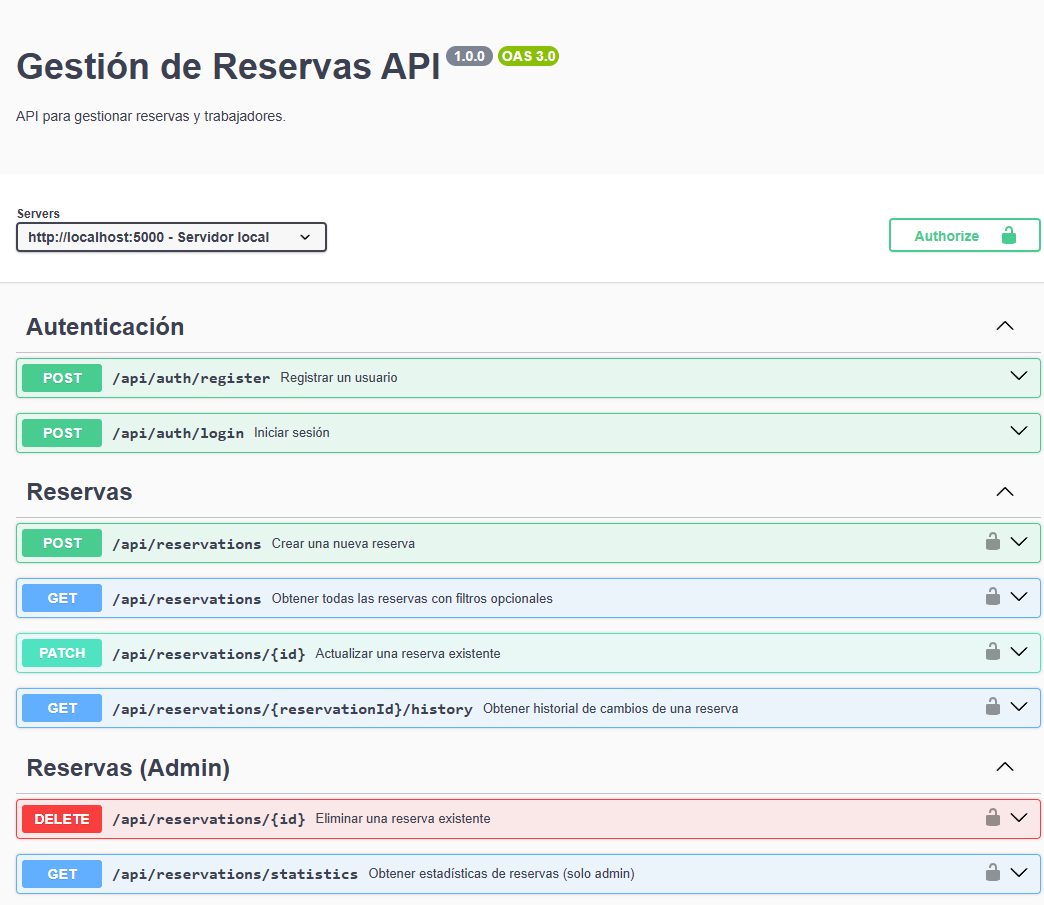 Gestión de Reservas API 1.0.0 OAS 3.0
API para gestionar reservas y trabajadores.
Servers
http://localhost:5000 - Servidor local
Authorize
Autenticación
POST /api/auth/register Registrar un usuario
POST /api/auth/login Iniciar sesión
Reservas
POST /api/reservations Crear una nueva reserva
GET /api/reservations Obtener todas las reservas con filtros opcionales
PATCH /api/reservations/{id} Actualizar una reserva existente
GET /api/reservations/{reservationId}/history Obtener historial de cambios de una reserva
Reservas (Admin)
DELETE /api/reservations/{id} Eliminar una reserva existente
GET /api/reservations/statistics Obtener estadísticas de reservas (solo admin)